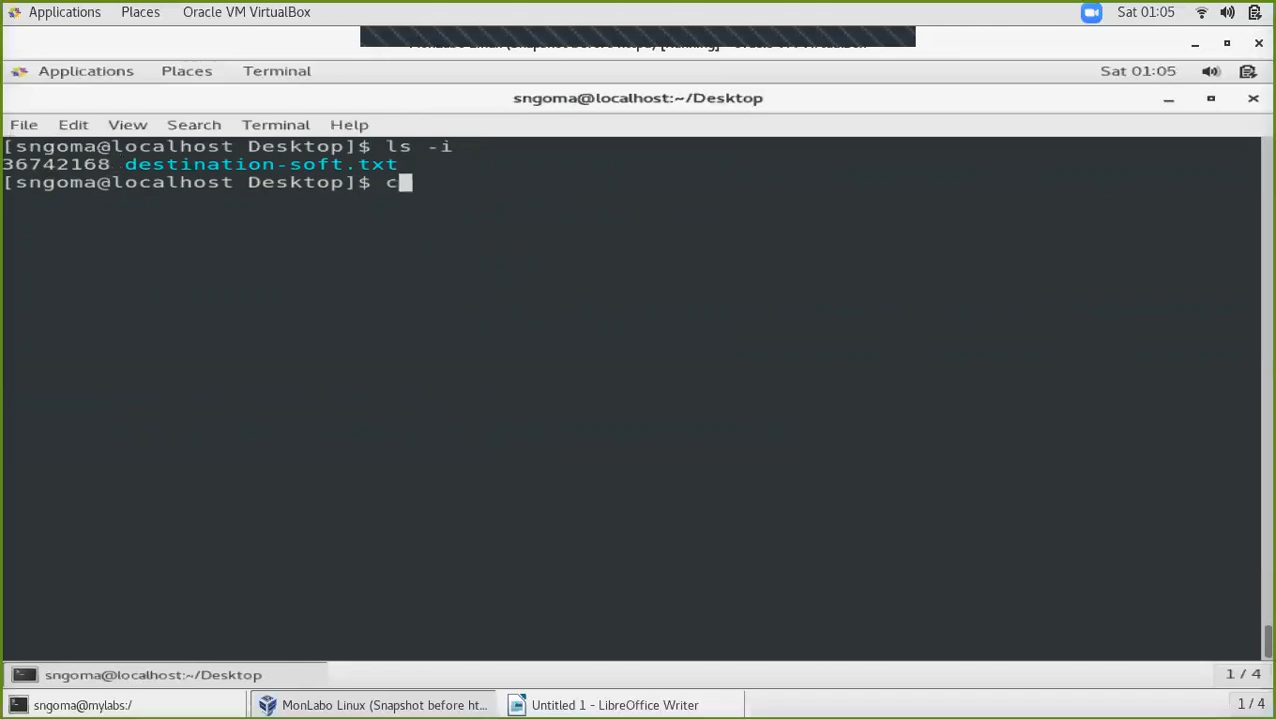 Applications Places Oracle VM VirtualBox Sat 01:05
Applications Places Terminal Sat 01:05
sngoma@localhost:~/Desktop
File Edit View Search Terminal Help
[sngoma@localhost Desktop]$ ls -i
36742168 destination-soft.txt
[sngoma@localhost Desktop]$ c
sngoma@localhost:~/Desktop 1 / 4
sngoma@mylabs:/ MonLabo Linux (Snapshot before ht... Untitled 1 - LibreOffice Writer 1 / 4